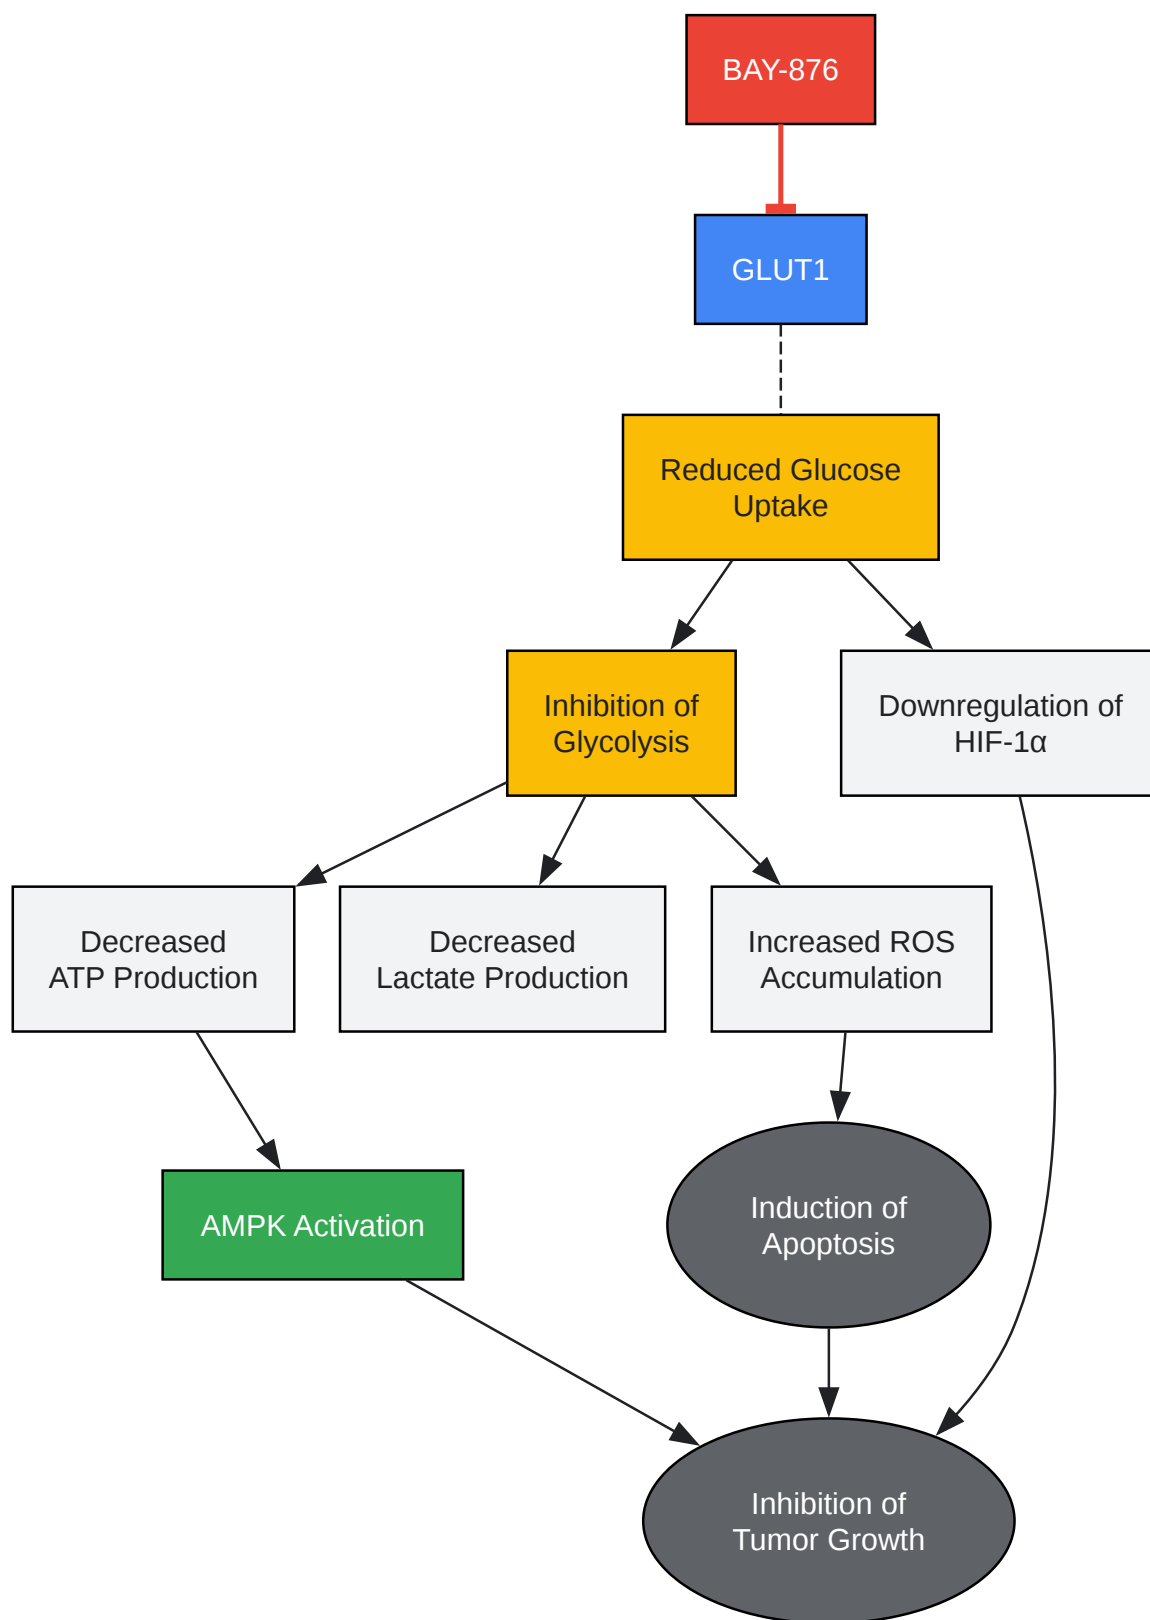 BAY-876
GLUT1
Reduced Glucose
Uptake
Inhibition of
Glycolysis
Downregulation of
HIF-1α
Decreased
ATP Production
Decreased
Lactate Production
Increased ROS
Accumulation
AMPK Activation
Induction of
Apoptosis
Inhibition of
Tumor Growth